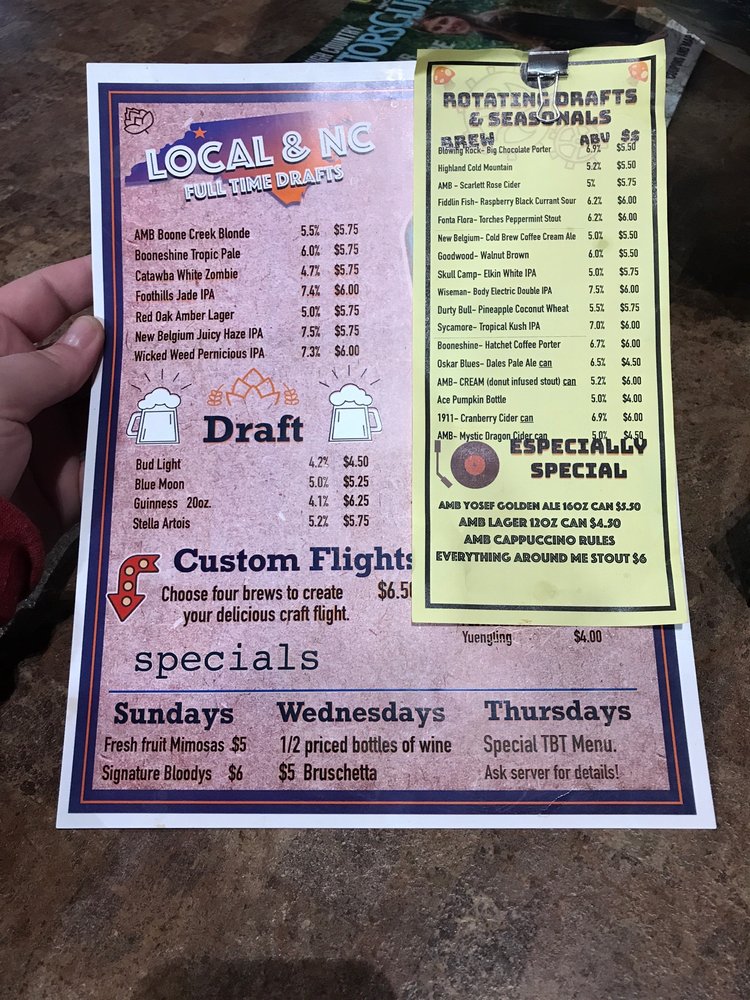 LOCAL & NC
FULL TIME DRAFTS
AMB Boone Creek Blonde 5.5% $5.75
Booneshine Tropic Pale 6.0% $5.75
Catawba White Zombie 4.7% $5.75
Foothills Jade IPA 7.4% $6.00
Red Oak Amber Lager 5.0% $5.75
New Belgium Juicy Haze IPA 7.5% $5.75
Wicked Weed Pernicious IPA 7.3% $6.00
Draft
Bud Light 4.2% $4.50
Blue Moon 5.0% $5.25
Guinness 20oz. 4.1% $6.25
Stella Artois 5.2% $5.75
Custom Flights
Choose four brews to create $6.50
your delicious craft flight.
ROTATING DRAFTS
& SEASONALS
BREW ABV $$
Blowing Rock- Big Chocolate Porter 6.9% $5.50
Highland Cold Mountain 5.2% $5.50
AMB - Scarlett Rose Cider 5% $5.75
Fiddlin Fish- Raspberry Black Currant Sour 6.2% $6.00
Fonta Flora- Torches Peppermint Stout 6.2% $6.00
New Belgium- Cold Brew Coffee Cream Ale 5.0% $5.50
Goodwood- Walnut Brown 6.0% $5.50
Skull Camp- Elkin White IPA 5.0% $5.75
Wiseman- Body Electric Double IPA 7.5% $6.00
Durty Bull- Pineapple Coconut Wheat 5.5% $5.75
Sycamore- Tropical Kush IPA 7.0% $6.00
Booneshine- Hatchet Coffee Porter 6.7% $6.00
Oskar Blues- Dales Pale Ale can 6.5% $4.50
AMB- CREAM (donut infused stout) can 5.2% $6.00
Ace Pumpkin Bottle 5.0% $4.00
1911- Cranberry Cider can 6.9% $6.00
AMB- Mystic Dragon Cider can 5.0% $4.50
ESPECIALLY
SPECIAL
AMB YOSEF GOLDEN ALE 16OZ CAN $5.50
AMB LAGER 12OZ CAN $4.50
AMB CAPPUCCINO RULES
EVERYTHING AROUND ME STOUT $6
Yuengling $4.00
specials
Sundays
Fresh fruit Mimosas $5
Signature Bloodys $6
Wednesdays
1/2 priced bottles of wine
$5 Bruschetta
Thursdays
Special TBT Menu.
Ask server for details!